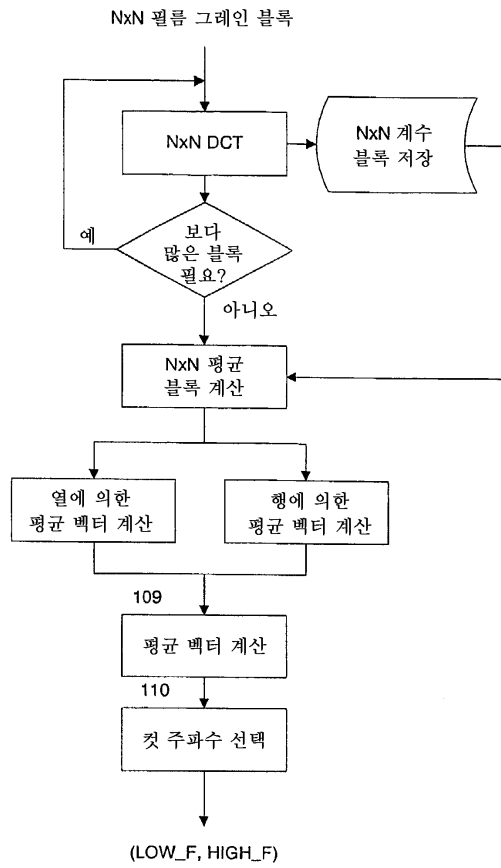 NxN 필름 그레인 블록
NxN DCT
NxN 계수
블록 저장
예
보다
많은 블록
필요?
아니오
NxN 평균
블록 계산
열에 의한
평균 벡터 계산
행에 의한
평균 벡터 계산
109
평균 벡터 계산
110
컷 주파수 선택
(LOW_F, HIGH_F)